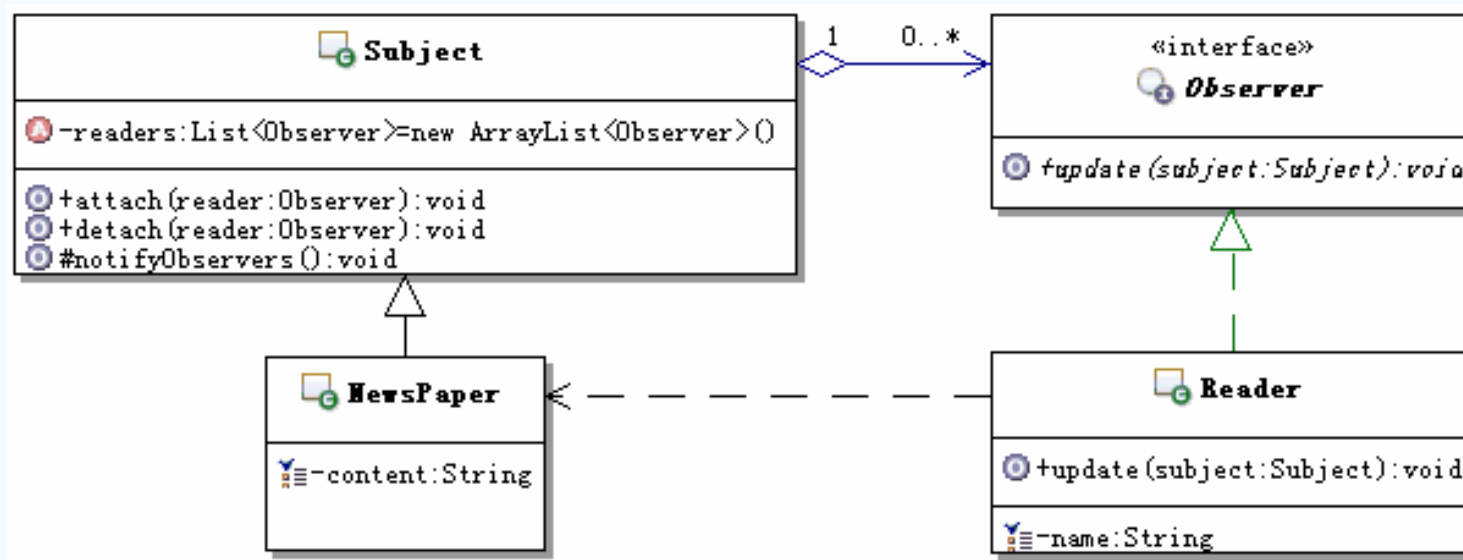 Subject
-readers:List<Observer>=new ArrayList<Observer>()
+attach(reader:Observer):void
+detach(reader:Observer):void
#notifyObservers():void
1
0..*
«interface»
Observer
+update(subject:Subject):void
NewsPaper
-content:String
Reader
+update(subject:Subject):void
-name:String